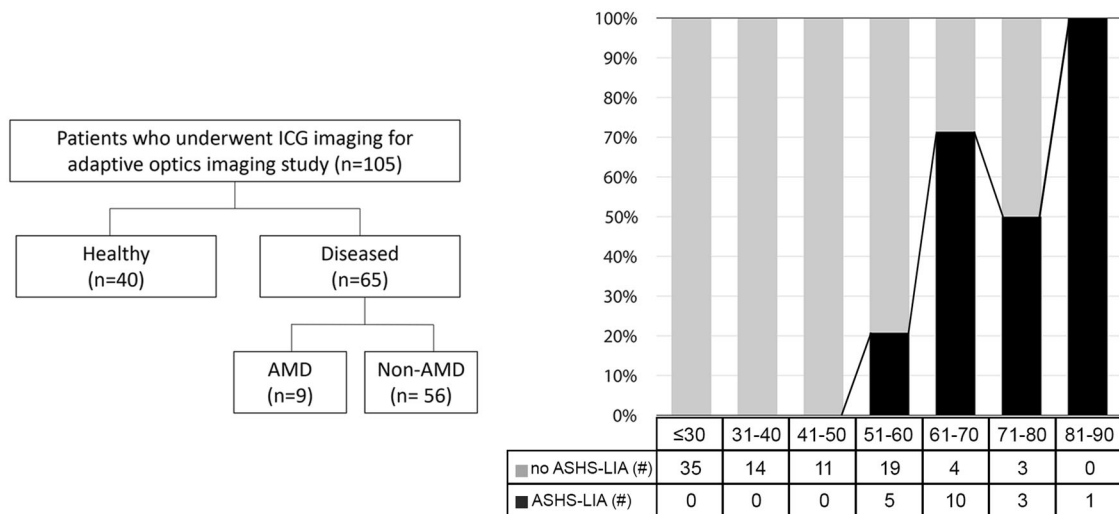 Patients who underwent ICG imaging for
adaptive optics imaging study (n=105)
Healthy
(n=40)
Diseased
(n=65)
AMD
(n=9)
Non-AMD
(n= 56)
100%
90%
80%
70%
60%
50%
40%
30%
20%
10%
0%
≤30 31-40 41-50 51-60 61-70 71-80 81-90
no ASHS-LIA (#) 35 14 11 19 4 3 0
ASHS-LIA (#) 0 0 0 5 10 3 1